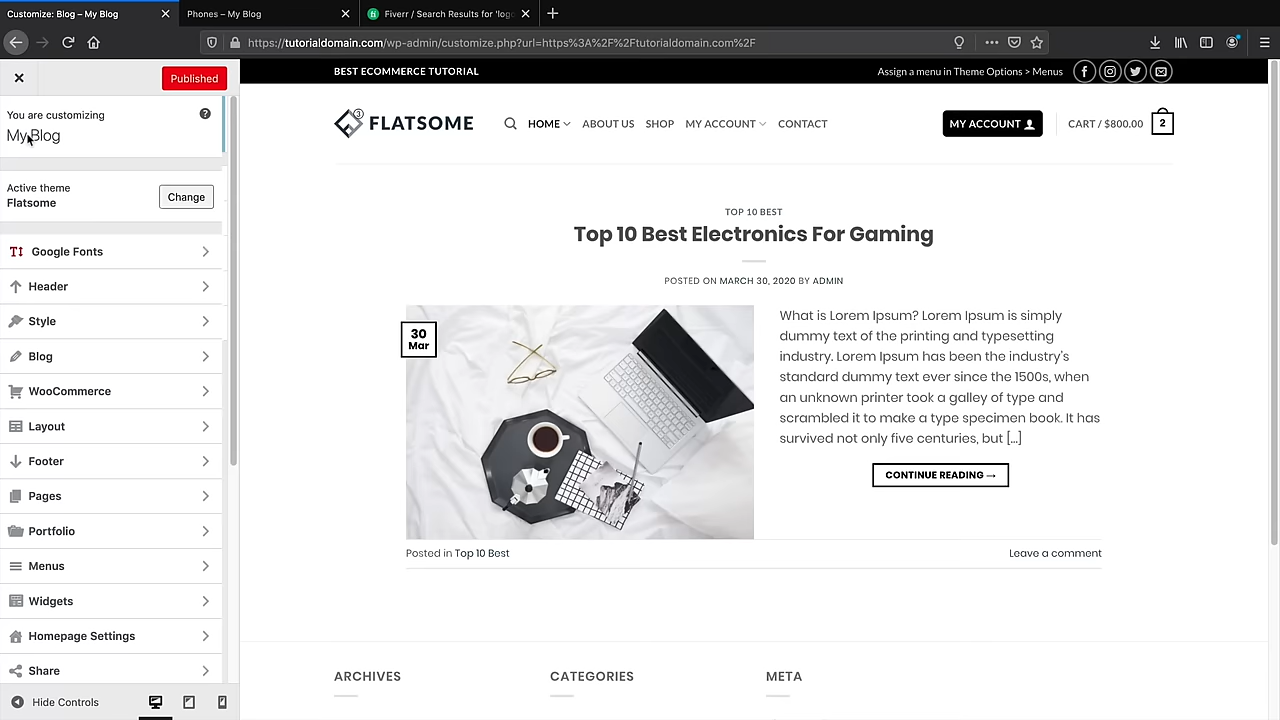 Customize: Blog – My Blog
Phones – My Blog
Fiverr / Search Results for 'logo
https://tutorialdomain.com/wp-admin/customize.php?url=https%3A%2F%2Ftutorialdomain.com%2F
Published
You are customizing
My Blog
Active theme
Flatsome
Change
Google Fonts
Header
Style
Blog
WooCommerce
Layout
Footer
Pages
Portfolio
Menus
Widgets
Homepage Settings
Share
Hide Controls
BEST ECOMMERCE TUTORIAL
Assign a menu in Theme Options > Menus
3
FLATSOME
HOME
ABOUT US
SHOP
MY ACCOUNT
CONTACT
MY ACCOUNT
CART / $800.00
2
TOP 10 BEST
Top 10 Best Electronics For Gaming
POSTED ON MARCH 30, 2020 BY ADMIN
30
Mar
What is Lorem Ipsum? Lorem Ipsum is simply
dummy text of the printing and typesetting
industry. Lorem Ipsum has been the industry's
standard dummy text ever since the 1500s, when
an unknown printer took a galley of type and
scrambled it to make a type specimen book. It has
survived not only five centuries, but [...]
CONTINUE READING →
Posted in Top 10 Best
Leave a comment
ARCHIVES
CATEGORIES
META